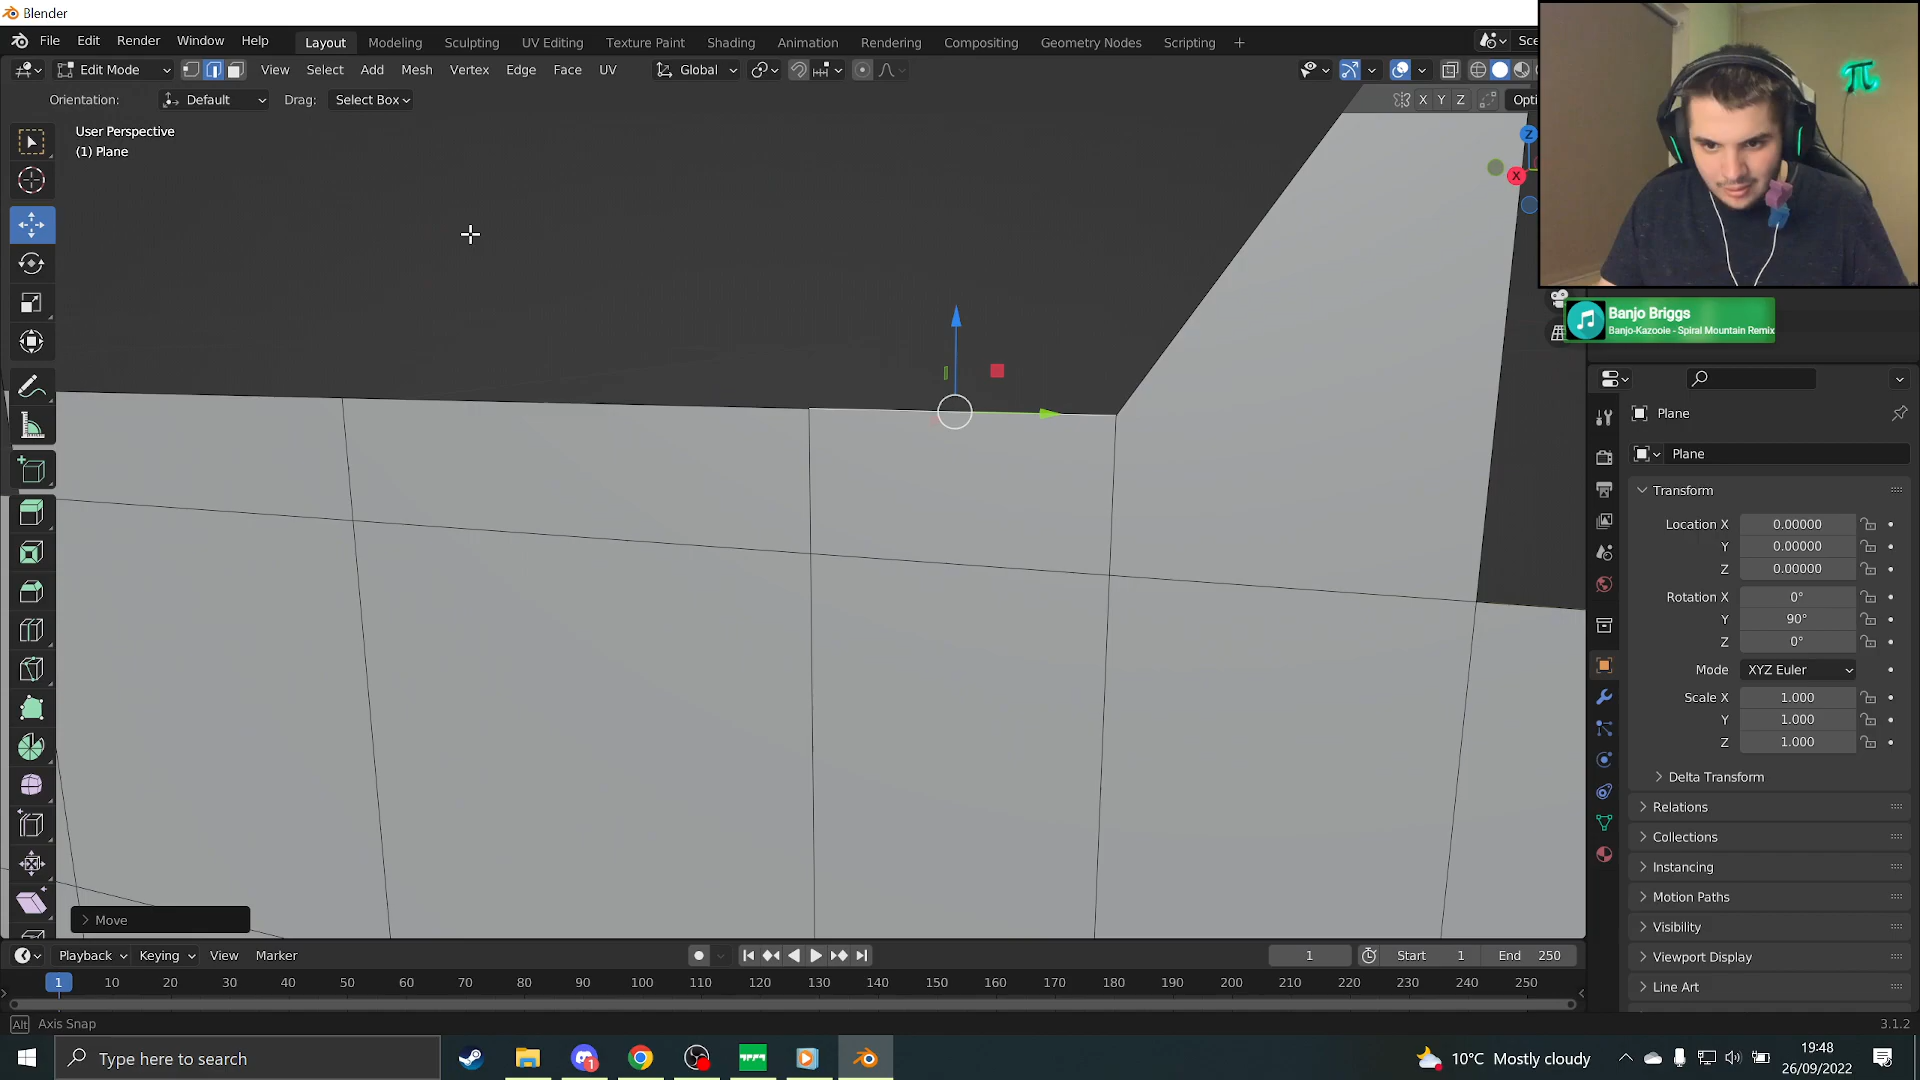 Blender
File Edit Render Window Help Layout Modeling Sculpting UV Editing Texture Paint Shading Animation Rendering Compositing Geometry Nodes Scripting + Sce
Edit Mode View Select Add Mesh Vertex Edge Face UV Global
Orientation: Default Drag: Select Box X Y Z Opti
User Perspective
(1) Plane
Z
X
Banjo Briggs
Banjo-Kazooie - Spiral Mountain Remix
Plane
Plane
Transform
Location X 0.00000
Y 0.00000
Z 0.00000
Rotation X 0°
Y 90°
Z 0°
Mode XYZ Euler
Scale X 1.000
Y 1.000
Z 1.000
Delta Transform
Relations
Collections
Instancing
Motion Paths
Visibility
Viewport Display
Line Art
Move
Playback Keying View Marker 1 Start 1 End 250
1 10 20 30 40 50 60 70 80 90 100 110 120 130 140 150 160 170 180 190 200 210 220 230 240 250
Alt Axis Snap 3.1.2
Type here to search 1 10°C Mostly cloudy 19:48
26/09/2022